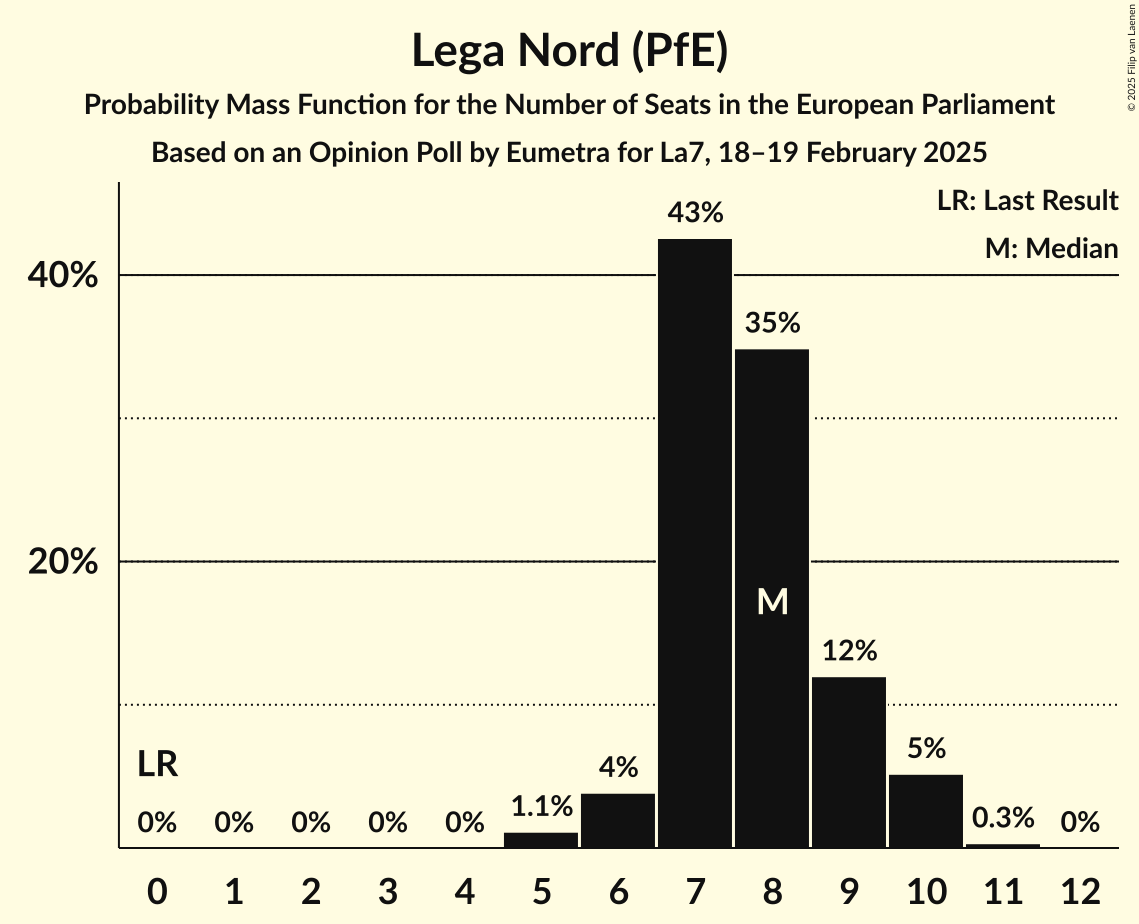 Lega Nord (PfE)
Probability Mass Function for the Number of Seats in the European Parliament
Based on an Opinion Poll by Eumetra for La7, 18–19 February 2025
© 2025 Filip van Laenen
LR: Last Result
M: Median
43%
40%
35%
20%
M
12%
LR
5%
4%
1.1%
0.3%
0% 0% 0% 0% 0% 0%
0 1 2 3 4 5 6 7 8 9 10 11 12